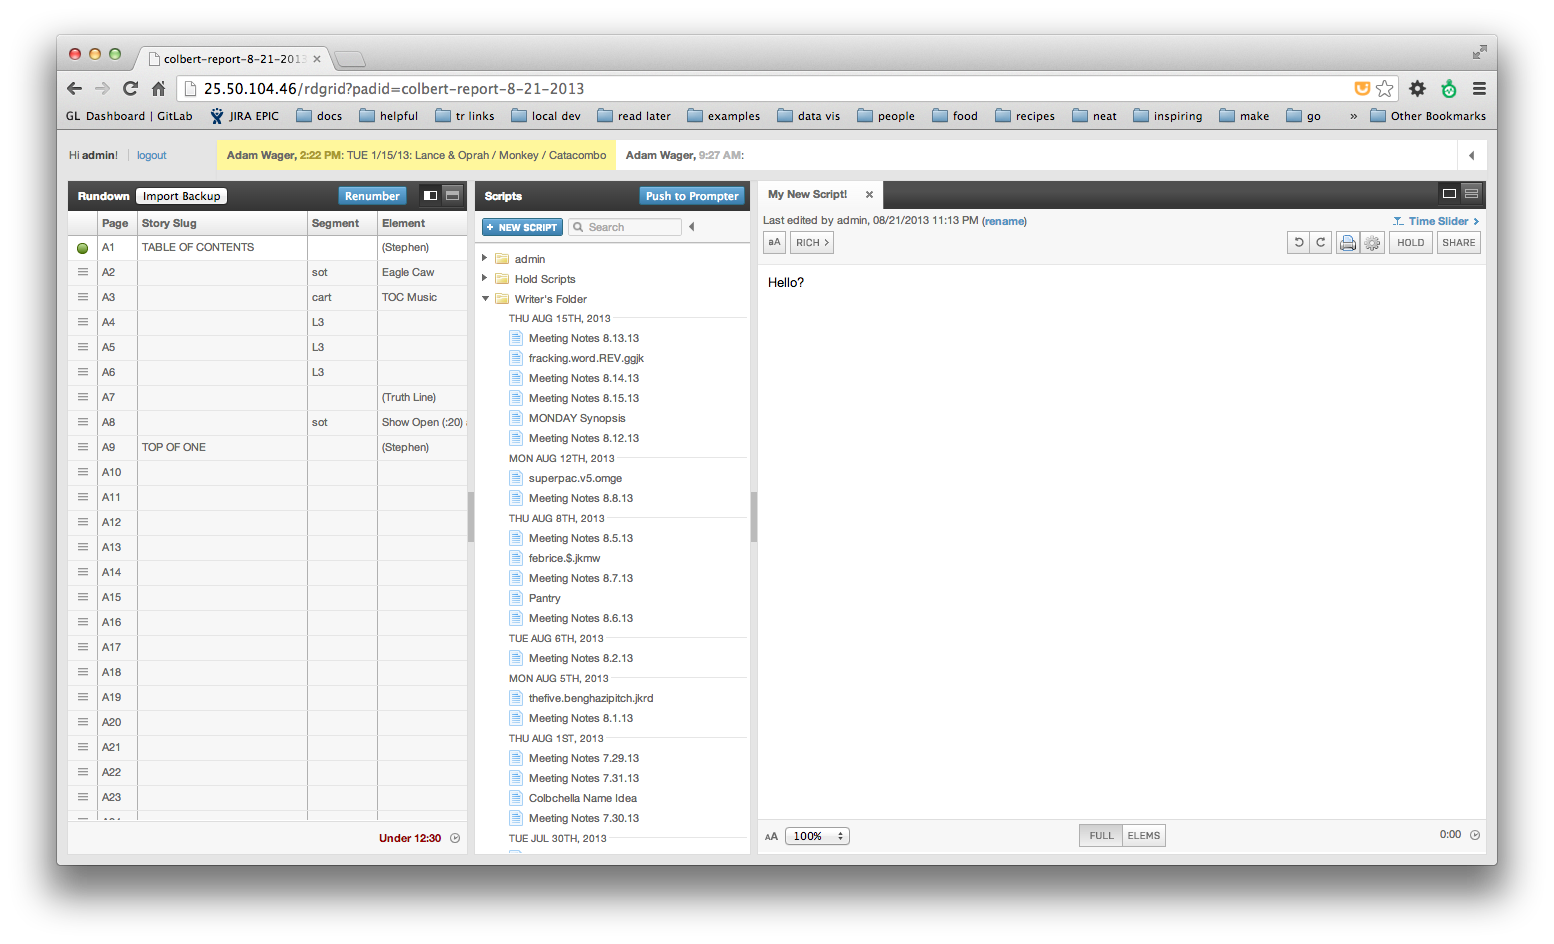 colbert-report-8-21-2013
25.50.104.46/rdgrid?padid=colbert-report-8-21-2013
GL Dashboard | GitLab JIRA EPIC docs helpful tr links local dev read later examples data vis people food recipes neat inspiring make go » Other Bookmarks
Hi admin! logout Adam Wager, 2:22 PM: TUE 1/15/13: Lance & Oprah / Monkey / Catacombo Adam Wager, 9:27 AM:
Rundown Import Backup Renumber
Page Story Slug Segment Element
A1 TABLE OF CONTENTS (Stephen)
A2 sot Eagle Caw
A3 cart TOC Music
A4 L3
A5 L3
A6 L3
A7 (Truth Line)
A8 sot Show Open (:20)
A9 TOP OF ONE (Stephen)
A10
A11
A12
A13
A14
A15
A16
A17
A18
A19
A20
A21
A22
A23
Under 12:30
Scripts Push to Prompter
+ NEW SCRIPT Search
admin
Hold Scripts
Writer's Folder
THU AUG 15TH, 2013
Meeting Notes 8.13.13
fracking.word.REV.ggjk
Meeting Notes 8.14.13
Meeting Notes 8.15.13
MONDAY Synopsis
Meeting Notes 8.12.13
MON AUG 12TH, 2013
superpac.v5.omge
Meeting Notes 8.8.13
THU AUG 8TH, 2013
Meeting Notes 8.5.13
febrice.$.jkmw
Meeting Notes 8.7.13
Pantry
Meeting Notes 8.6.13
TUE AUG 6TH, 2013
Meeting Notes 8.2.13
MON AUG 5TH, 2013
thefive.benghazipitch.jkrd
Meeting Notes 8.1.13
THU AUG 1ST, 2013
Meeting Notes 7.29.13
Meeting Notes 7.31.13
Colbchella Name Idea
Meeting Notes 7.30.13
TUE JUL 30TH, 2013
My New Script!
Last edited by admin, 08/21/2013 11:13 PM (rename) Time Slider >
aA RICH > HOLD SHARE
Hello?
AA 100% FULL ELEMS 0:00